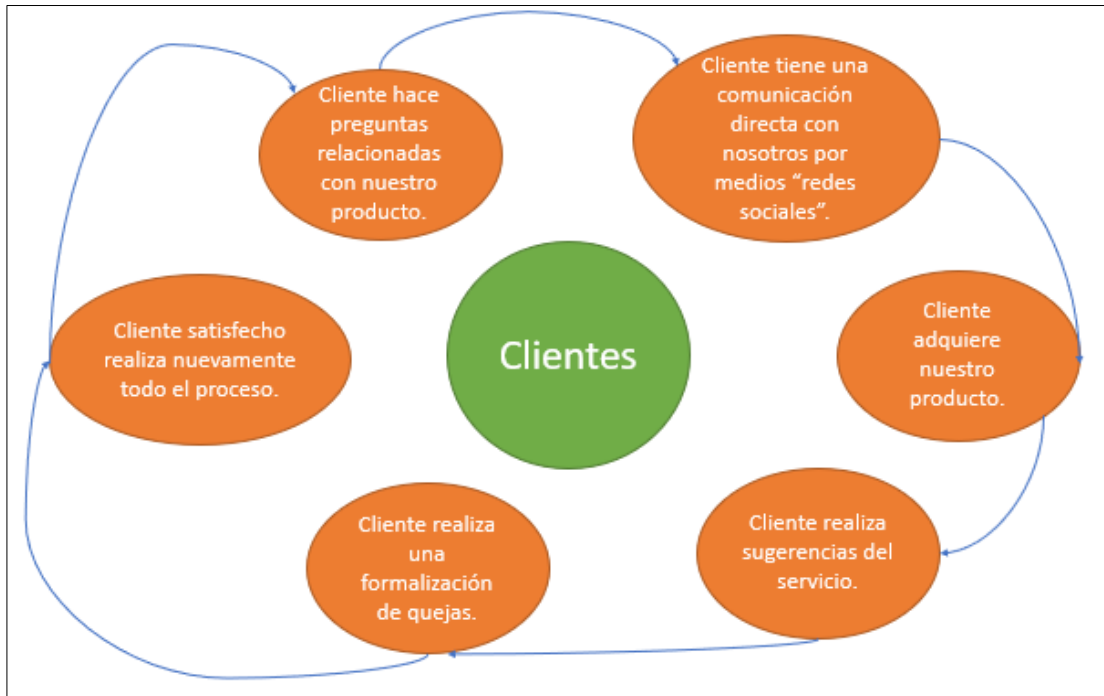 Cliente hace
preguntas
relacionadas
con nuestro
producto.
Cliente tiene una
comunicación
directa con
nosotros por
medios “redes
sociales”.
Cliente
adquiere
nuestro
producto.
Cliente realiza
sugerencias del
servicio.
Cliente realiza
una
formalización
de quejas.
Cliente satisfecho
realiza nuevamente
todo el proceso.
Clientes